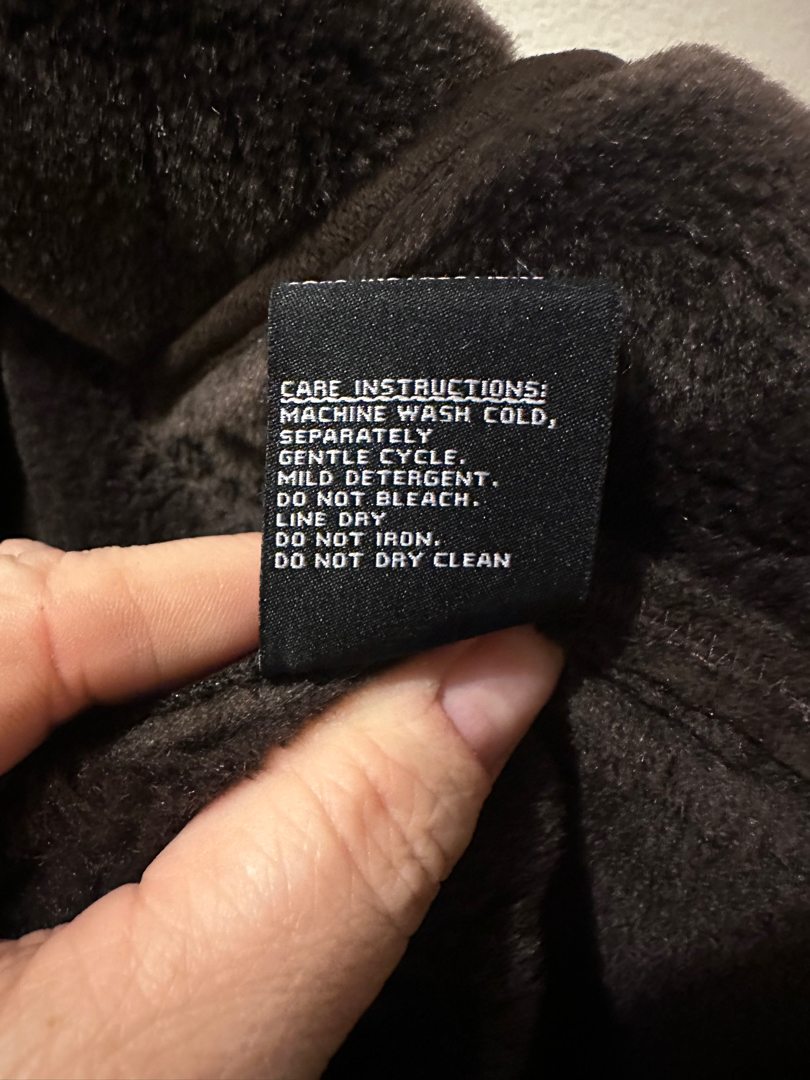 CARE INSTRUCTIONS:
MACHINE WASH COLD,
SEPARATELY
GENTLE CYCLE.
MILD DETERGENT.
DO NOT BLEACH.
LINE DRY
DO NOT IRON.
DO NOT DRY CLEAN